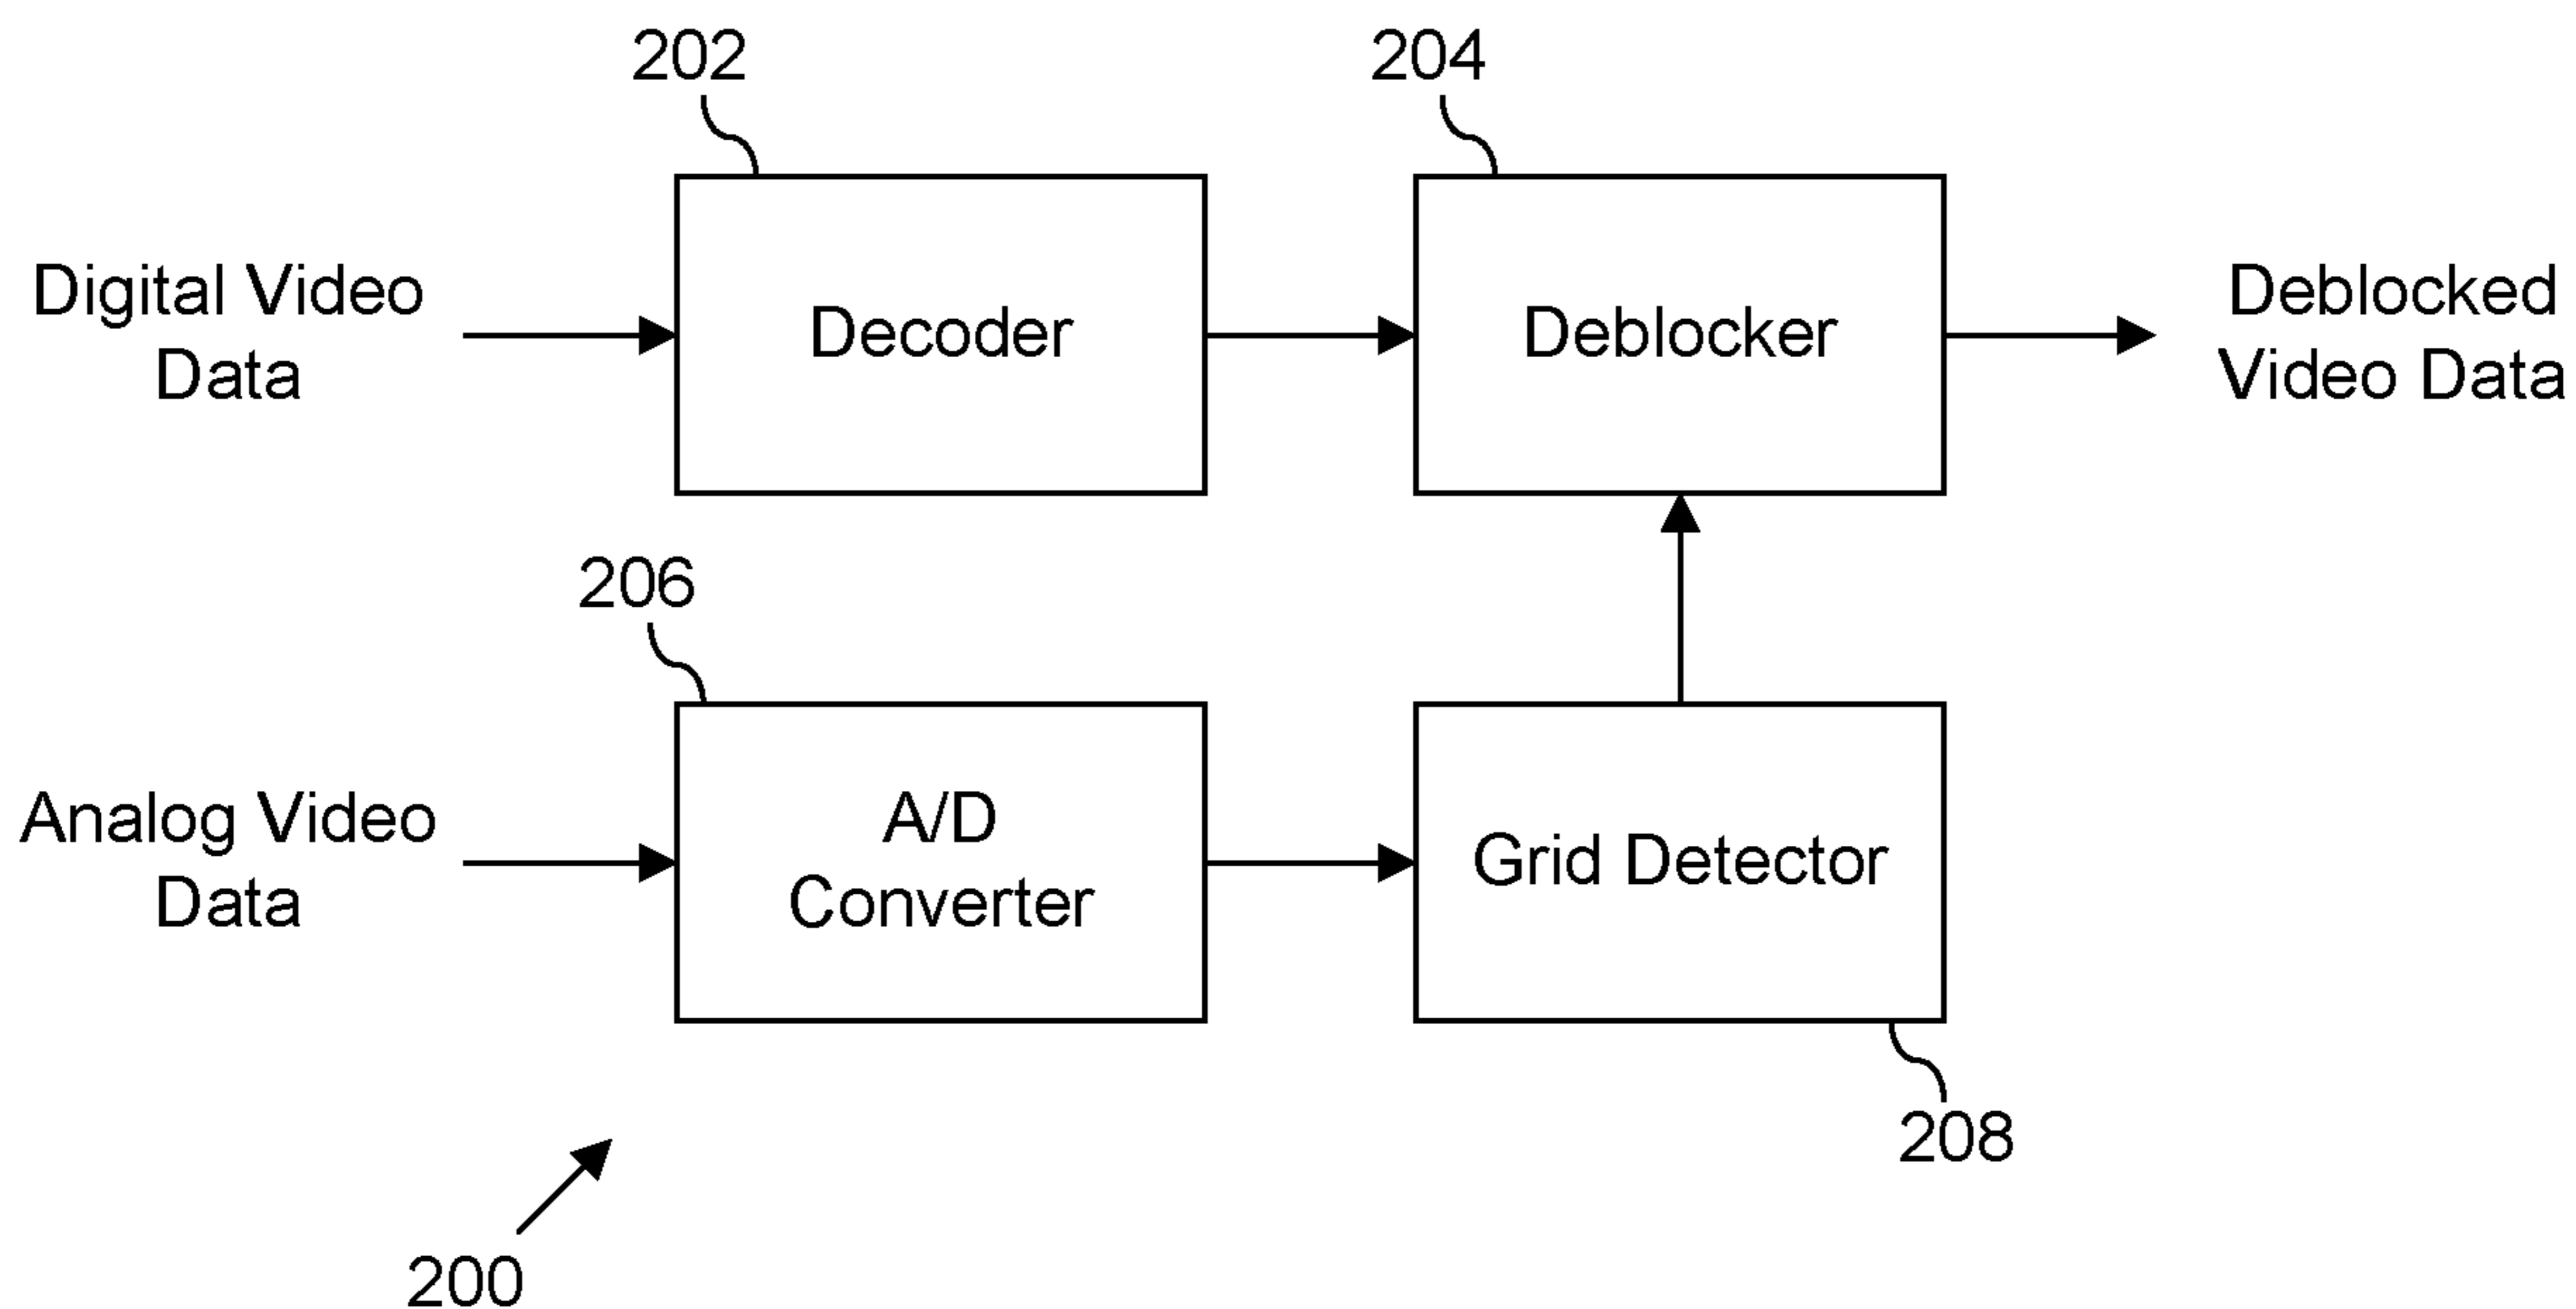 202
204
Digital Video
Data
Decoder
Deblocker
Deblocked
Video Data
206
Analog Video
Data
A/D
Converter
Grid Detector
208
200